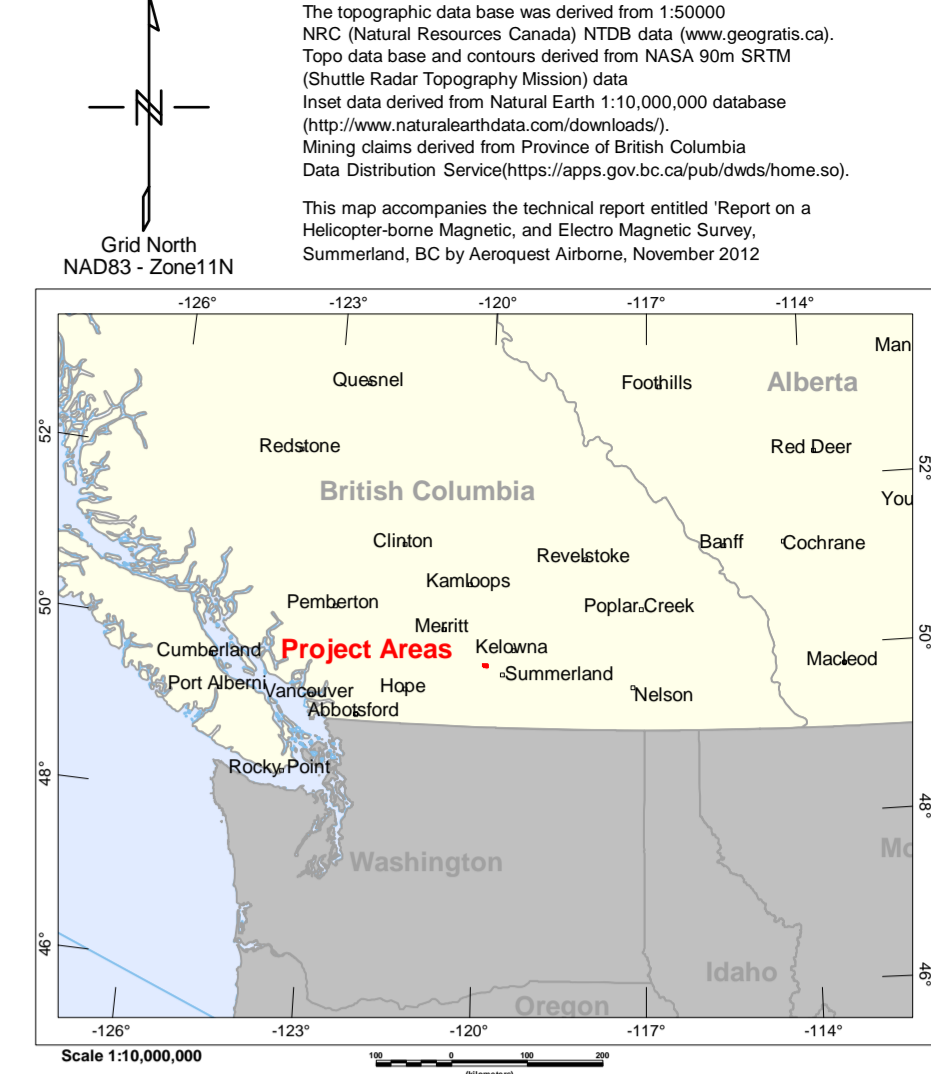 The topographic data base was derived from 1:50000
NRC (Natural Resources Canada) NTDB data (www.geogratis.ca).
Topo data base and contours derived from NASA 90m SRTM
(Shuttle Radar Topography Mission) data
Inset data derived from Natural Earth 1:10,000,000 database
(http://www.naturalearthdata.com/downloads/).
Mining claims derived from Province of British Columbia
Data Distribution Service(https://apps.gov.bc.ca/pub/dwds/home.so).
This map accompanies the technical report entitled 'Report on a
Helicopter-borne Magnetic, and Electro Magnetic Survey,
Summerland, BC by Aeroquest Airborne, November 2012
N
Grid North
NAD83 - Zone11N
-126° -123° -120° -117° -114°
Man
Quesnel
Foothills
Alberta
52°
Redstone
Red Deer
52°
British Columbia
You
Clinton
Revelstoke
Banff
Cochrane
Kamloops
50°
Pemberton
Poplar Creek
Merritt
50°
Cumberland
Project Areas
Kelowna
Macleod
Port Alberni
Vancouver
Hope
Summerland
Nelson
Abbotsford
48°
Rocky Point
48°
Washington
Mo
46°
Idaho
46°
Oregon
-126° -123° -120° -117° -114°
Scale 1:10,000,000
100 0 100 200
(kilometers)